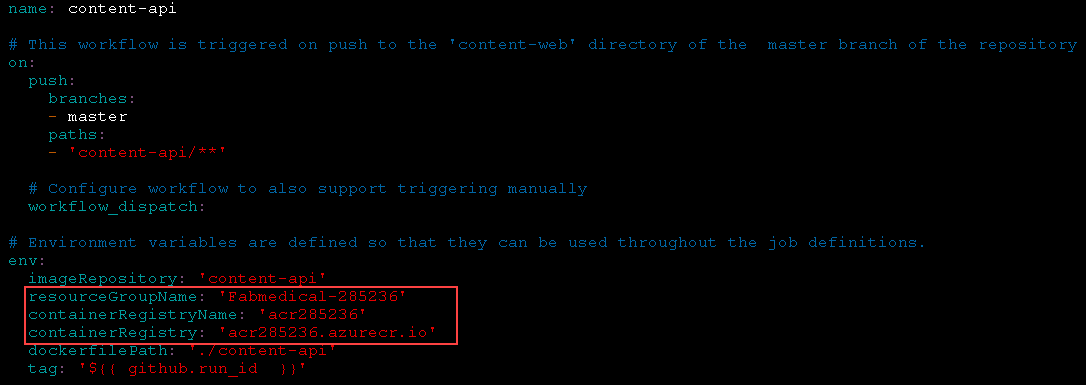 name: content-api
# This workflow is triggered on push to the 'content-web' directory of the  master branch of the repository
on:
  push:
    branches:
    - master
    paths:
    - 'content-api/**'
  # Configure workflow to also support triggering manually
  workflow_dispatch:
# Environment variables are defined so that they can be used throughout the job definitions.
env:
  imageRepository: 'content-api'
  resourceGroupName: 'Fabmedical-285236'
  containerRegistryName: 'acr285236'
  containerRegistry: 'acr285236.azurecr.io'
  dockerfilePath: './content-api'
  tag: '${{ github.run_id  }}'